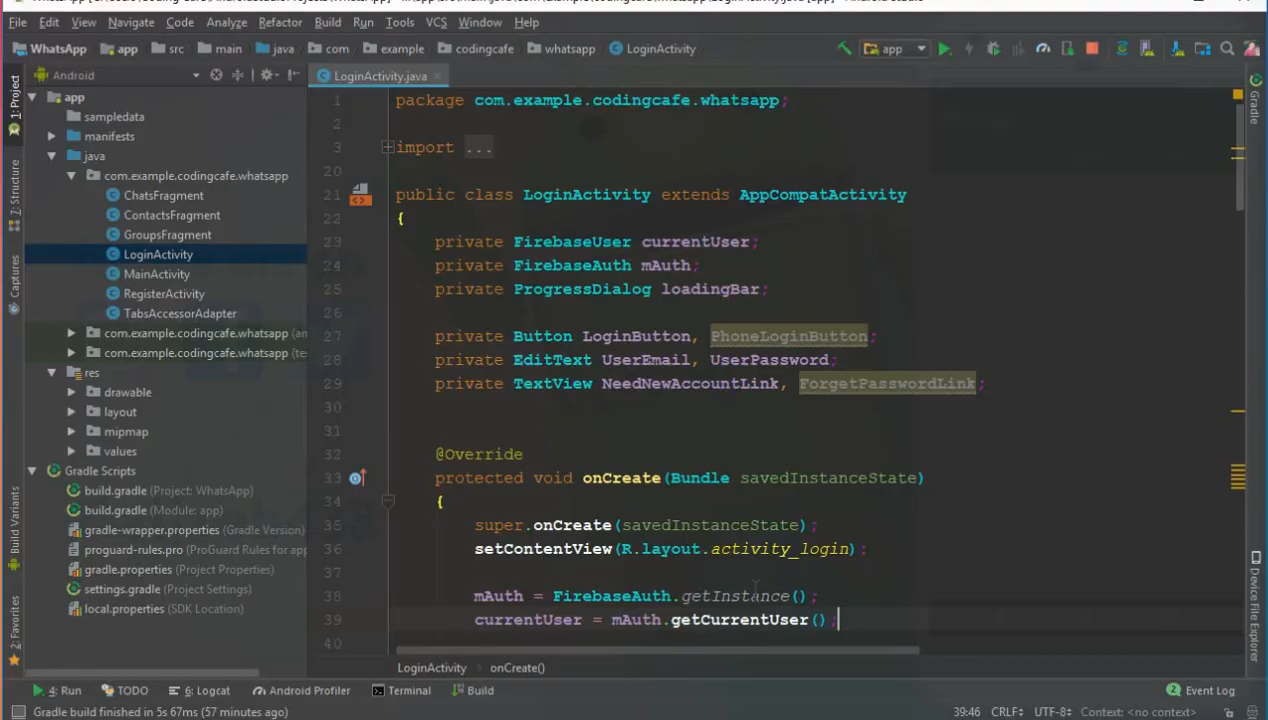 File Edit View Navigate Code Analyze Refactor Build Run Tools VCS Window Help
WhatsApp app src main java com example codingcafe whatsapp LoginActivity app
1: Project
Android
LoginActivity.java
Gradle
app
sampledata
manifests
java
com.example.codingcafe.whatsapp
ChatsFragment
ContactsFragment
GroupsFragment
LoginActivity
MainActivity
RegisterActivity
TabsAccessorAdapter
com.example.codingcafe.whatsapp (an
com.example.codingcafe.whatsapp (te
res
drawable
layout
mipmap
values
Gradle Scripts
build.gradle (Project: WhatsApp)
build.gradle (Module: app)
gradle-wrapper.properties (Gradle Version)
proguard-rules.pro (ProGuard Rules for app
gradle.properties (Project Properties)
settings.gradle (Project Settings)
local.properties (SDK Location)
7: Structure
Captures
Build Variants
2: Favorites
1 package com.example.codingcafe.whatsapp;
2
3 import ...
20
21 public class LoginActivity extends AppCompatActivity
22 {
23 private FirebaseUser currentUser;
24 private FirebaseAuth mAuth;
25 private ProgressDialog loadingBar;
26
27 private Button LoginButton, PhoneLoginButton;
28 private EditText UserEmail, UserPassword;
29 private TextView NeedNewAccountLink, ForgetPasswordLink;
30
31
32 @Override
33 protected void onCreate(Bundle savedInstanceState)
34 {
35 super.onCreate(savedInstanceState);
36 setContentView(R.layout.activity_login);
37
38 mAuth = FirebaseAuth.getInstance();
39 currentUser = mAuth.getCurrentUser();
40
LoginActivity onCreate()
Device File Explorer
4: Run TODO 6: Logcat Android Profiler Terminal Build 2 Event Log
Gradle build finished in 5s 67ms (57 minutes ago) 39:46 CRLF UTF-8 Context: <no context>